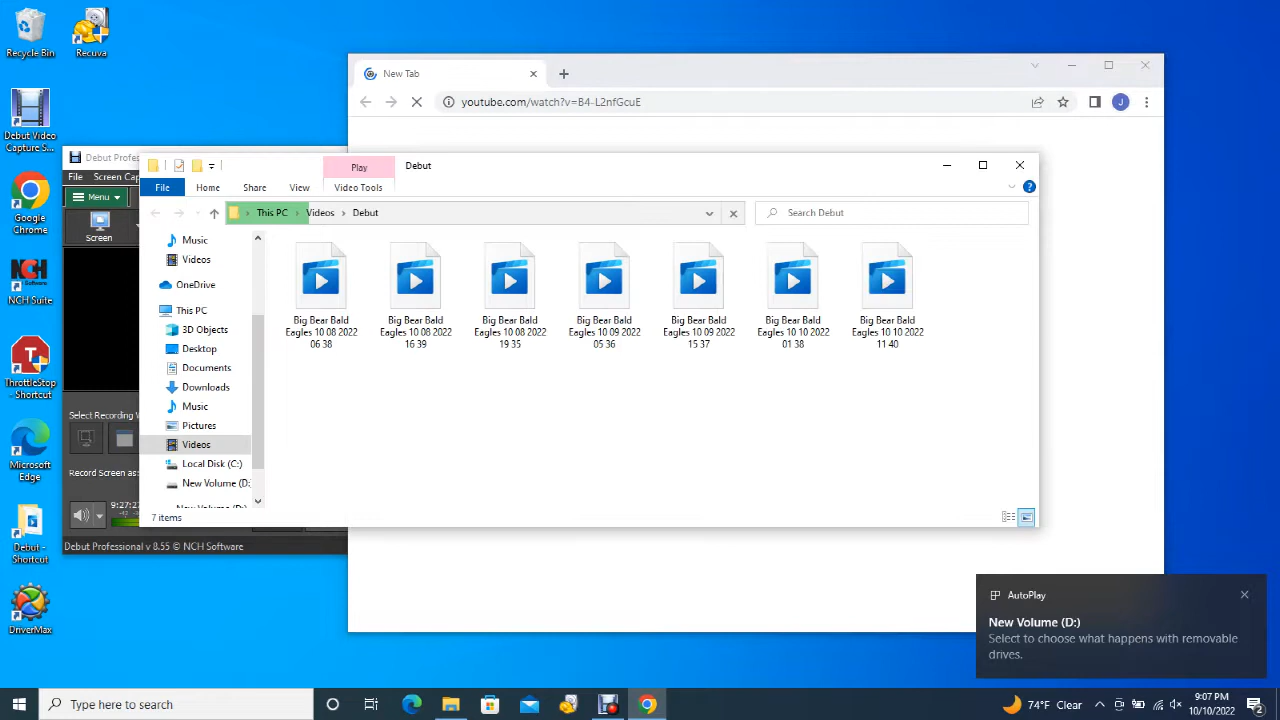 Recycle Bin
Recuva
Debut Video
Capture S...
Google
Chrome
NCH Suite
ThrottleStop
- Shortcut
Microsoft
Edge
Debut -
Shortcut
DriverMax
New Tab
youtube.com/watch?v=B4-L2nfGcuE
J
Debut Profes
File
Screen Cap
Menu
Screen
Select Recording
Record Screen as:
9:27:2
Debut Professional v 8.55 © NCH Software
Play
Debut
File
Home
Share
View
Video Tools
This PC
Videos
Debut
Search Debut
Music
Videos
OneDrive
This PC
3D Objects
Desktop
Documents
Downloads
Music
Pictures
Videos
Local Disk (C:)
New Volume (D:
New Volume (D:)
Big Bear Bald
Eagles 10 08 2022
06 38
Big Bear Bald
Eagles 10 08 2022
16 39
Big Bear Bald
Eagles 10 08 2022
19 35
Big Bear Bald
Eagles 10 09 2022
05 36
Big Bear Bald
Eagles 10 09 2022
15 37
Big Bear Bald
Eagles 10 10 2022
01 38
Big Bear Bald
Eagles 10 10 2022
11 40
7 items
AutoPlay
New Volume (D:)
Select to choose what happens with removable
drives.
Type here to search
74°F Clear
9:07 PM
10/10/2022
2